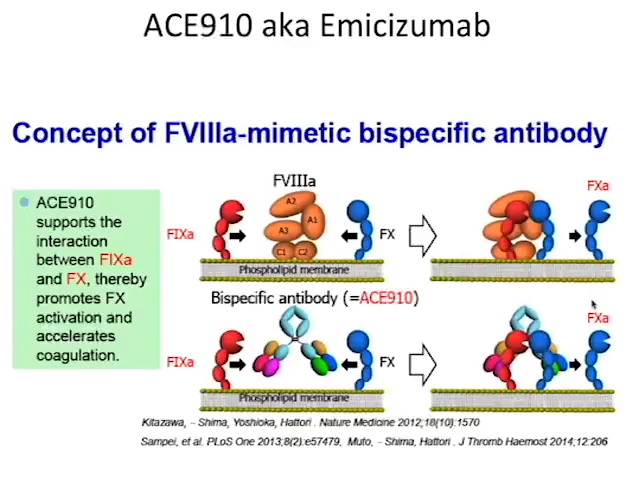 ACE910 aka Emicizumab
Concept of FVIIIa-mimetic bispecific antibody
ACE910
supports the
interaction
between FIXa
and FX, thereby
promotes FX
activation and
accelerates
coagulation.
FVIIIa
FIXa
A2
A1
A3
C1 C2
FX
FXa
Phospholipid membrane
Bispecific antibody (=ACE910)
FIXa
FX
FXa
Phospholipid membrane
Kitazawa, – Shima, Yoshioka, Hattori . Nature Medicine 2012;18(10):1570
Sampei, et al. PLoS One 2013;8(2):e57479, Muto, – Shima, Hattori . J Thromb Haemost 2014;12:206